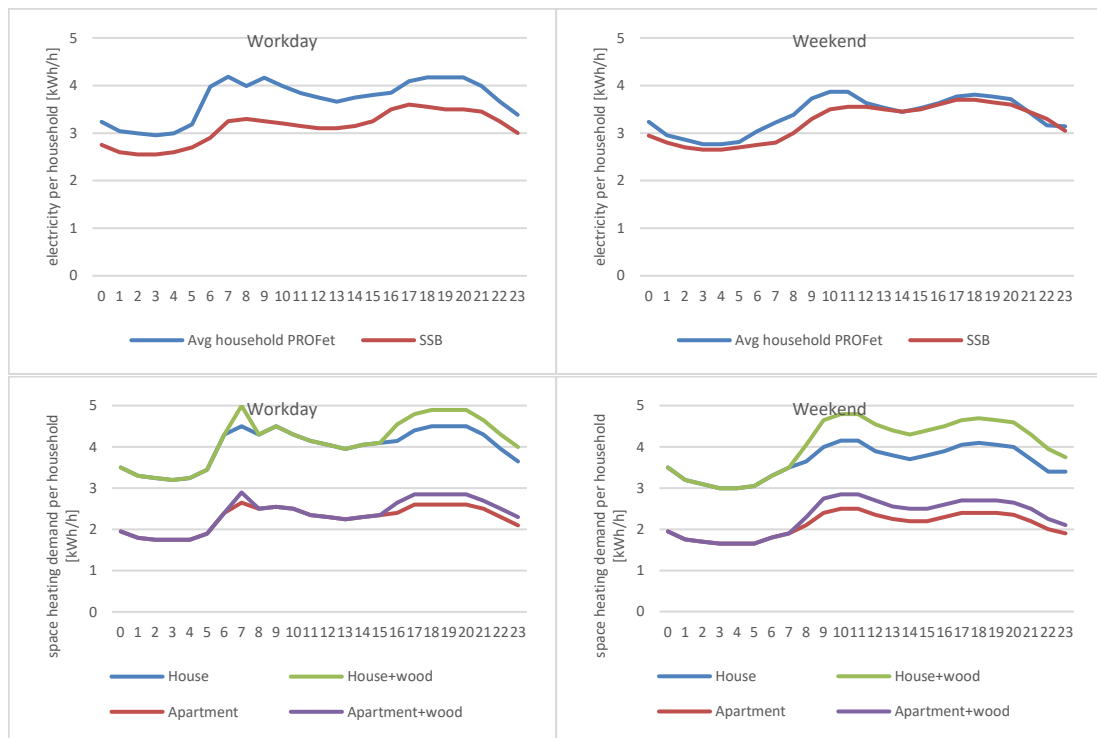 Workday
electricity per household [kWh/h]
5
4
3
2
1
0
0 1 2 3 4 5 6 7 8 9 10 11 12 13 14 15 16 17 18 19 20 21 22 23
Avg household PROFet SSB
Weekend
electricity per household [kWh/h]
5
4
3
2
1
0
0 1 2 3 4 5 6 7 8 9 10 11 12 13 14 15 16 17 18 19 20 21 22 23
Avg household PROFet SSB
Workday
space heating demand per household
[kWh/h]
5
4
3
2
1
0
0 1 2 3 4 5 6 7 8 9 10 11 12 13 14 15 16 17 18 19 20 21 22 23
House House+wood
Apartment Apartment+wood
Weekend
space heating demand per household
[kWh/h]
5
4
3
2
1
0
0 1 2 3 4 5 6 7 8 9 10 11 12 13 14 15 16 17 18 19 20 21 22 23
House House+wood
Apartment Apartment+wood